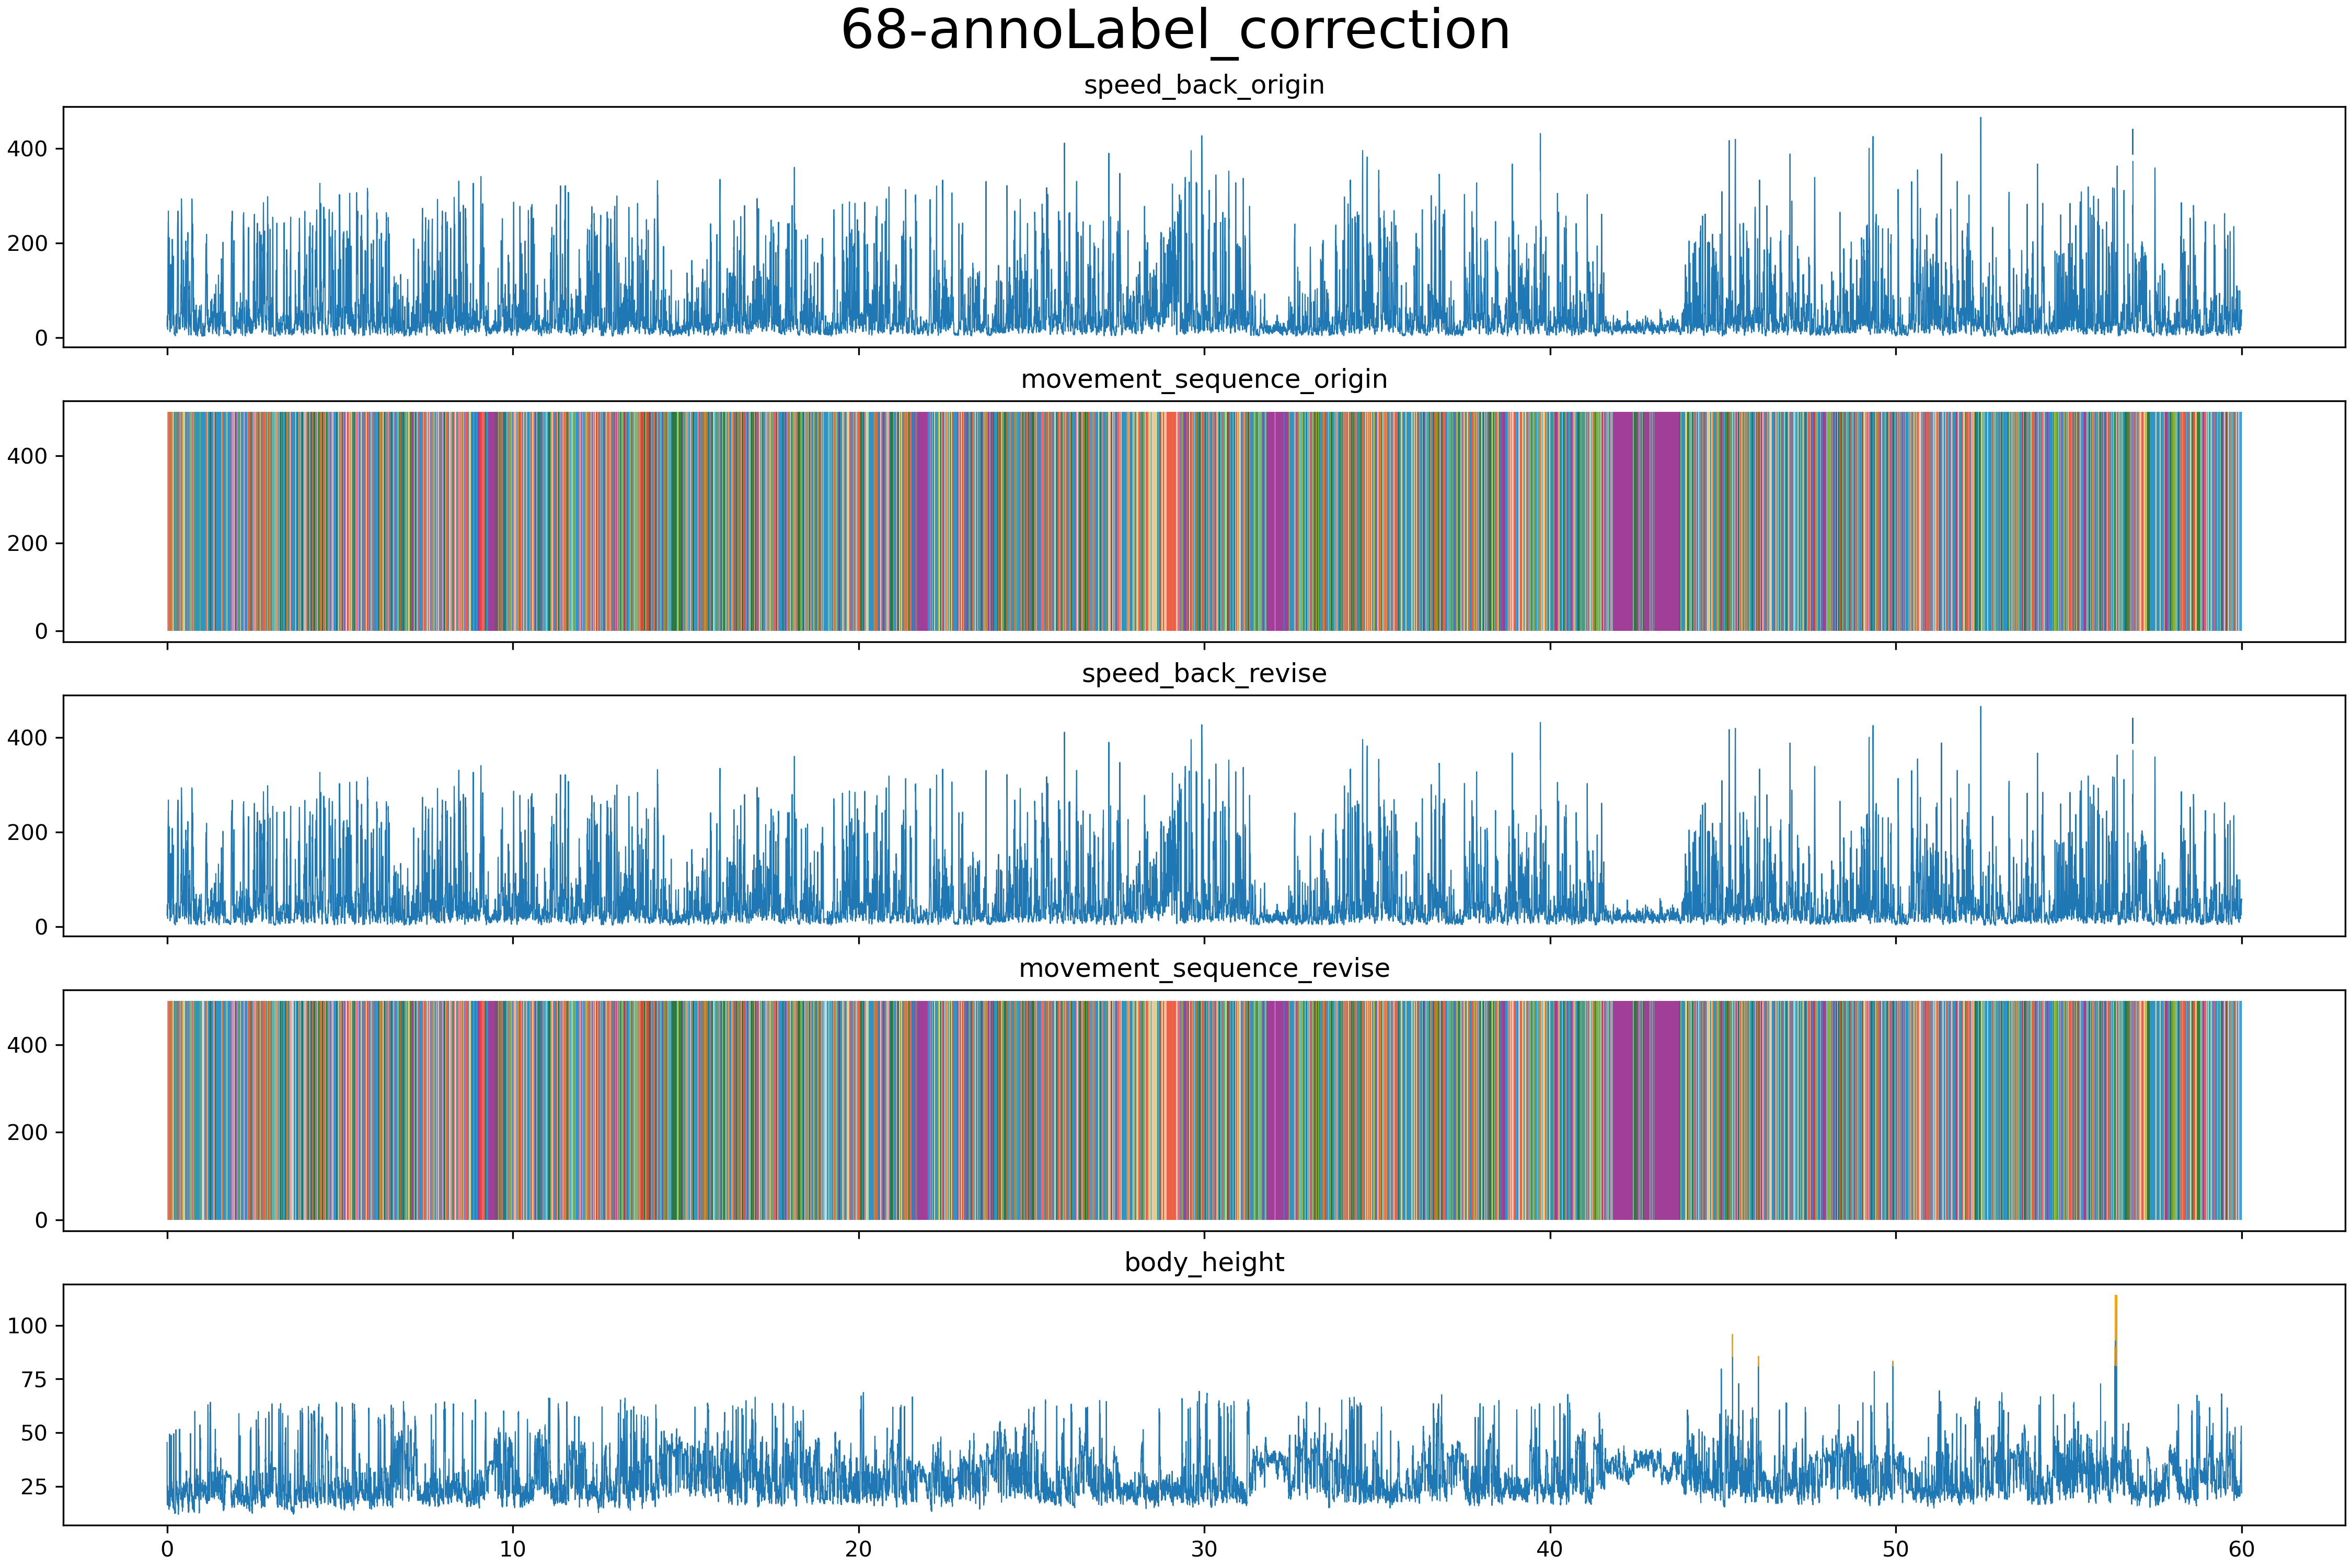 68-annoLabel_correction
speed_back_origin
400
200
0
movement_sequence_origin
400
200
0
speed_back_revise
400
200
0
movement_sequence_revise
400
200
0
body_height
100
75
50
25
0 10 20 30 40 50 60